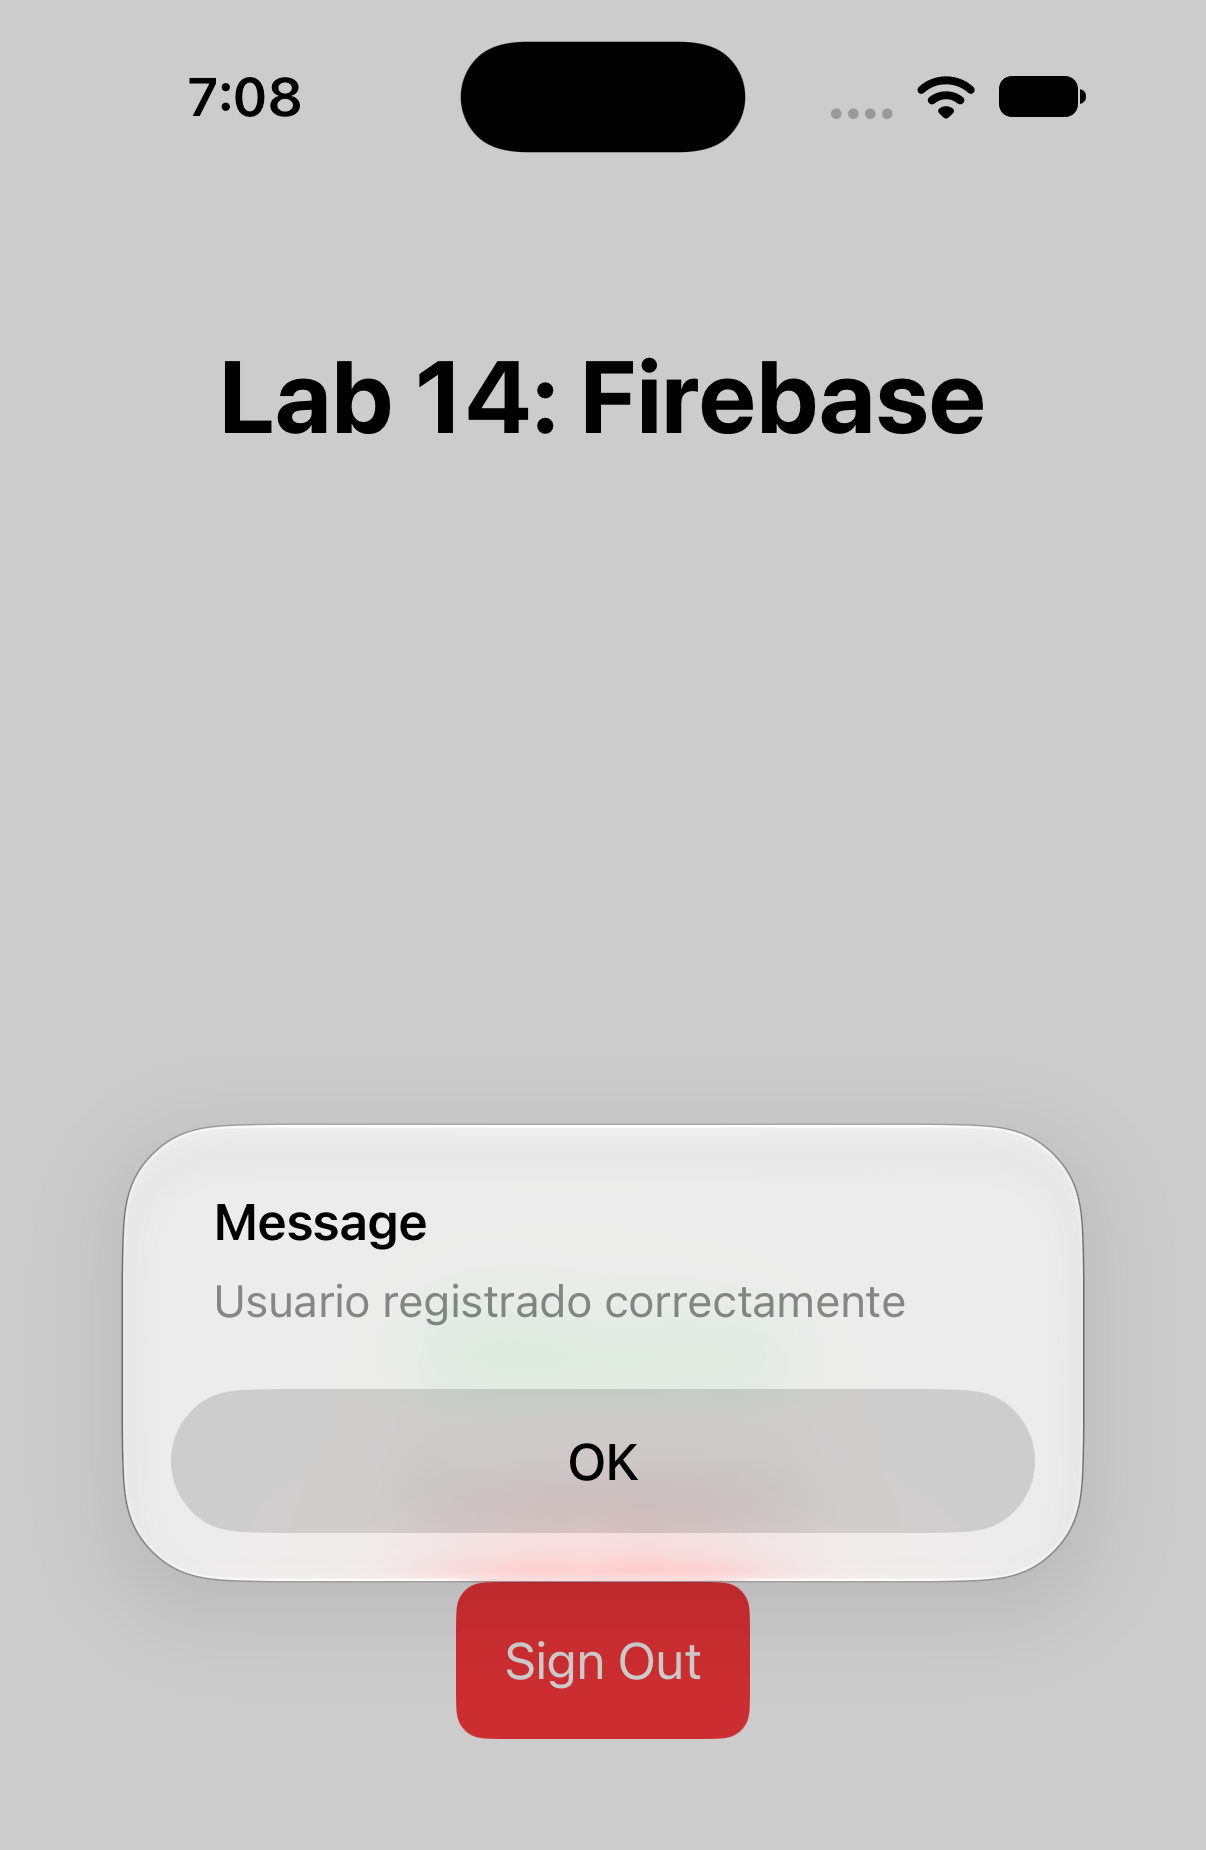 7:08
Lab 14: Firebase
Message
Usuario registrado correctamente
OK
Sign Out